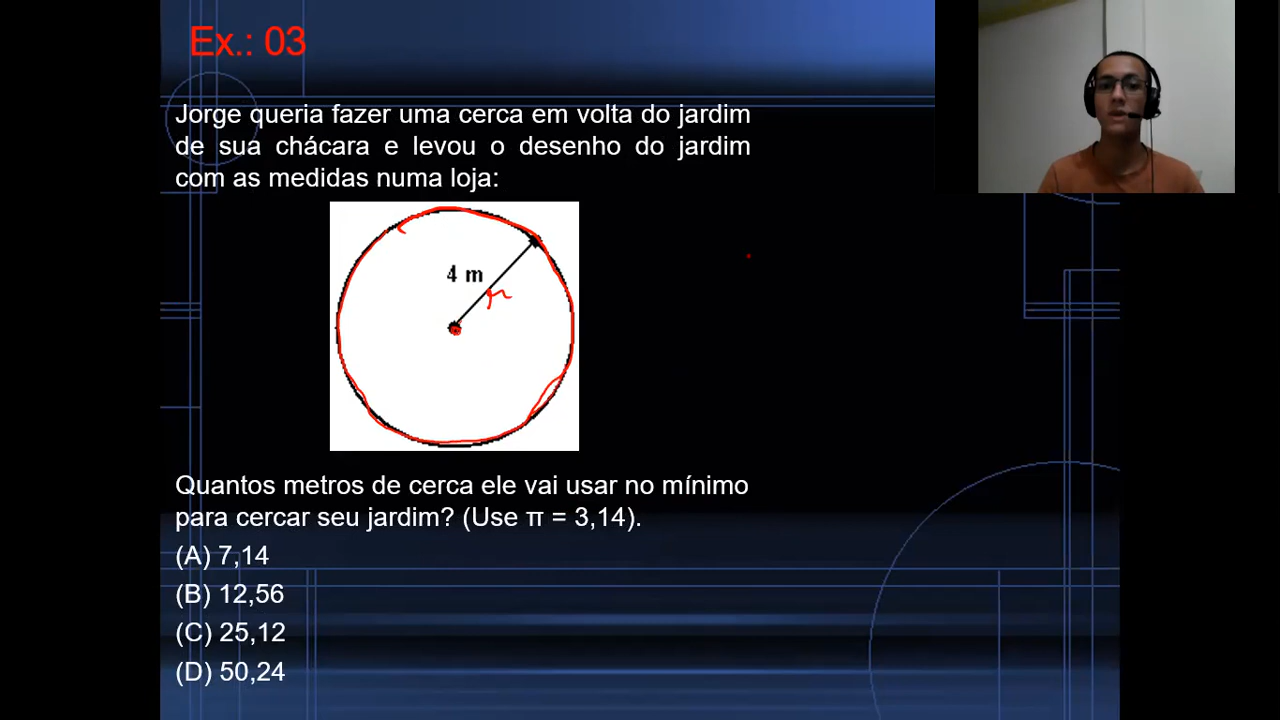 Ex.: 03
Jorge queria fazer uma cerca em volta do jardim
de sua chácara e levou o desenho do jardim
com as medidas numa loja:
4 m
r
Quantos metros de cerca ele vai usar no mínimo
para cercar seu jardim? (Use π = 3,14).
(A) 7,14
(B) 12,56
(C) 25,12
(D) 50,24